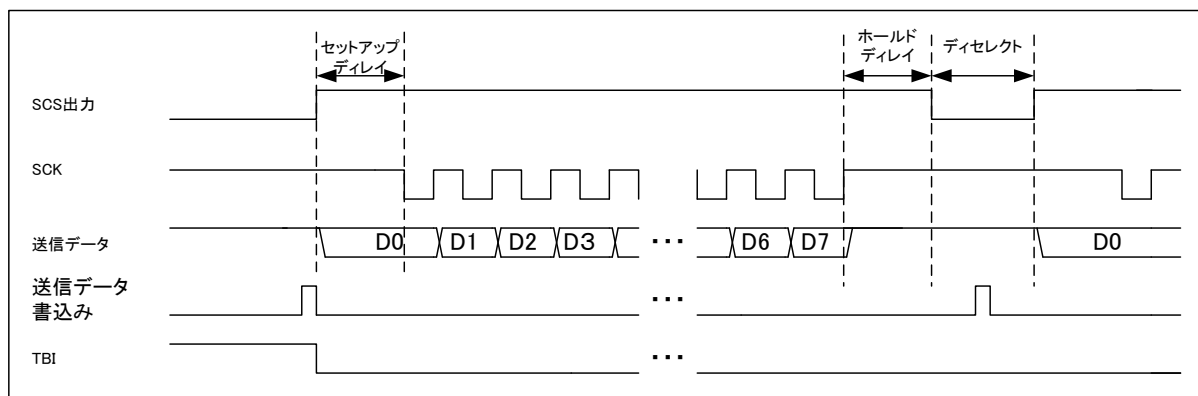 セットアップ
ディレイ
ホールド
ディレイ
ディセレクト
SCS出力
SCK
送信データ
D0
D1
D2
D3
・・・
D6
D7
D0
送信データ
書込み
・・・
TBI
・・・